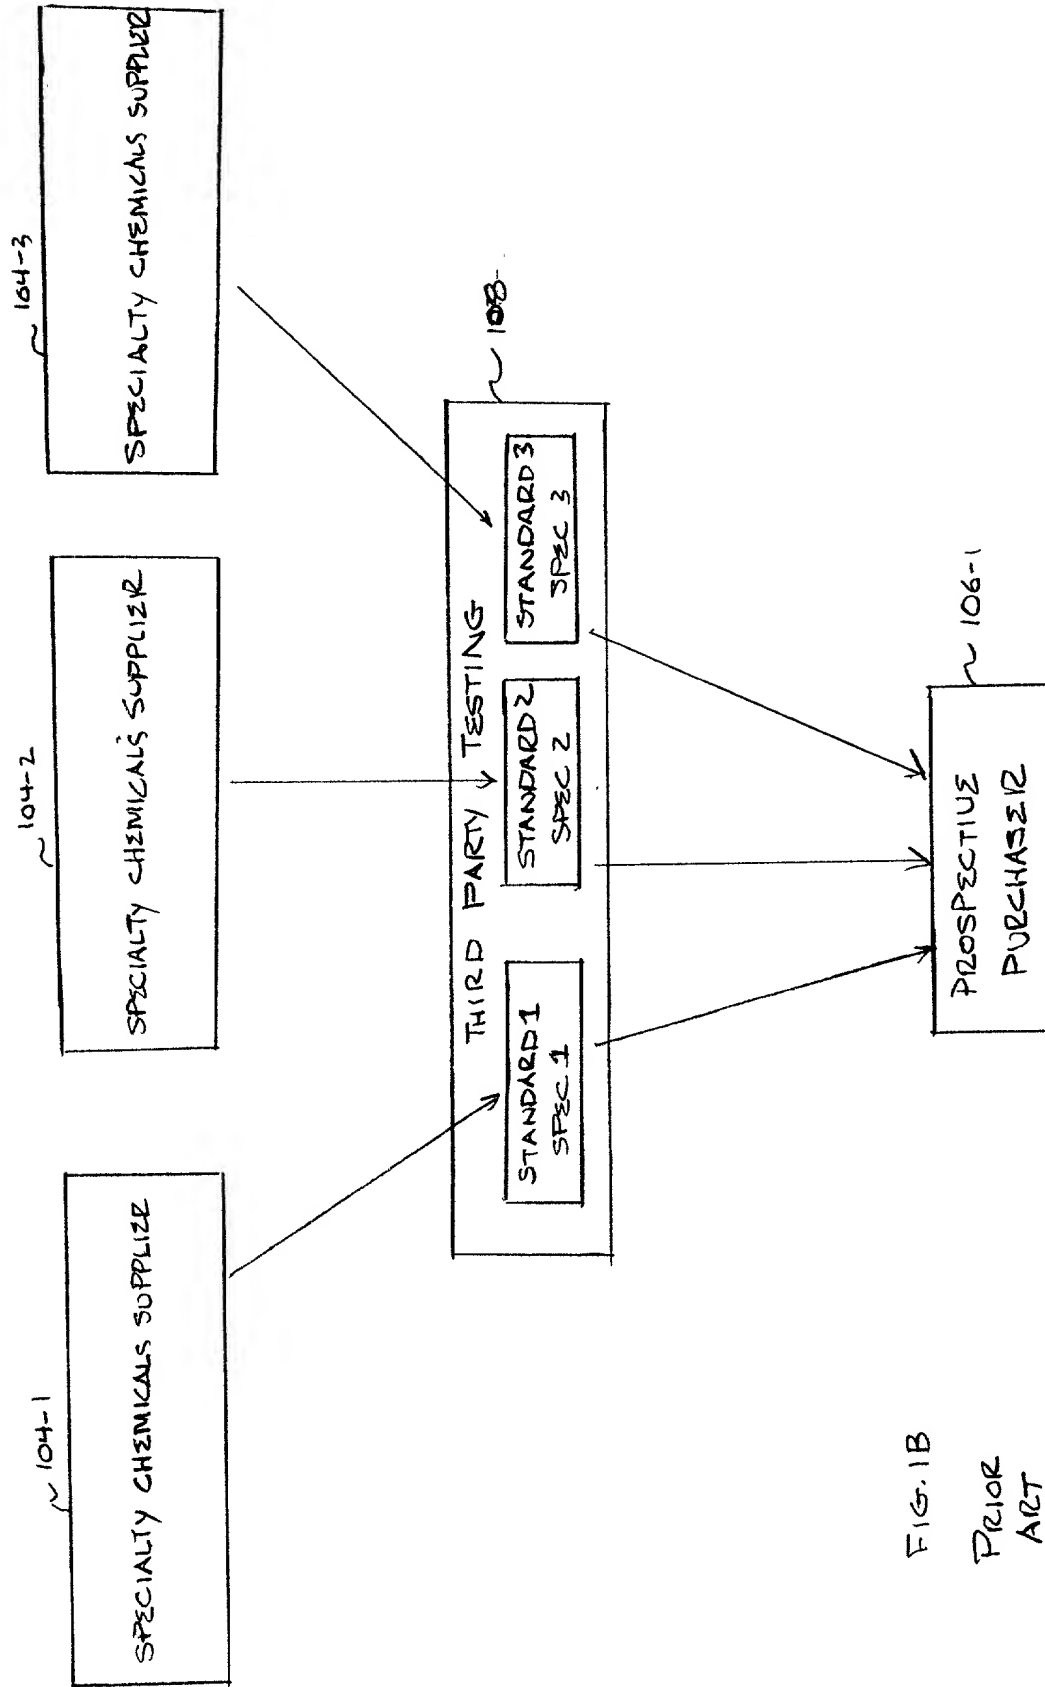 104-1
SPECIALTY CHEMICALS SUPPLIER
104-2
SPECIALTY CHEMICALS SUPPLIER
104-3
SPECIALTY CHEMICALS SUPPLIER
108
THIRD PARTY TESTING
STANDARD 1
SPEC 1
STANDARD 2
SPEC 2
STANDARD 3
SPEC 3
106-1
PROSPECTIVE
PURCHASER
FIG. 1B
PRIOR
ART